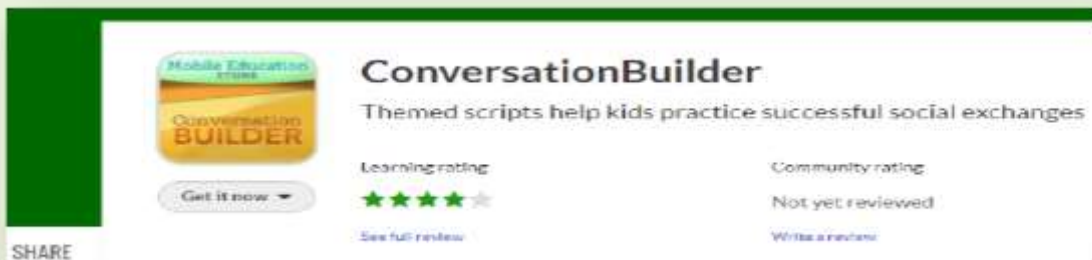 Mobile Education
STORE
Conversation
BUILDER
ConversationBuilder
Themed scripts help kids practice successful social exchanges
Get it now
Learning rating
Community rating
Not yet reviewed
See full review
Write a review
SHARE